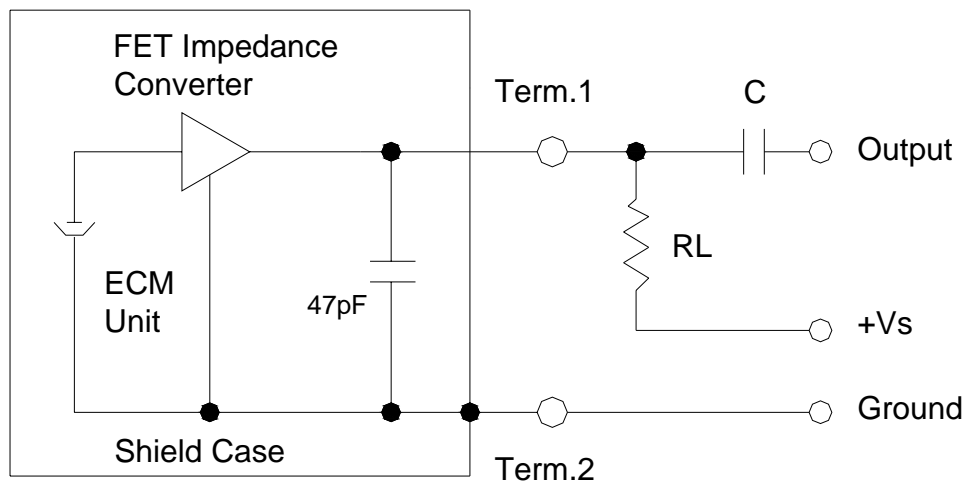 FET Impedance
Converter
Term.1
C
Output
RL
ECM
Unit
47pF
+Vs
Ground
Shield Case
Term.2